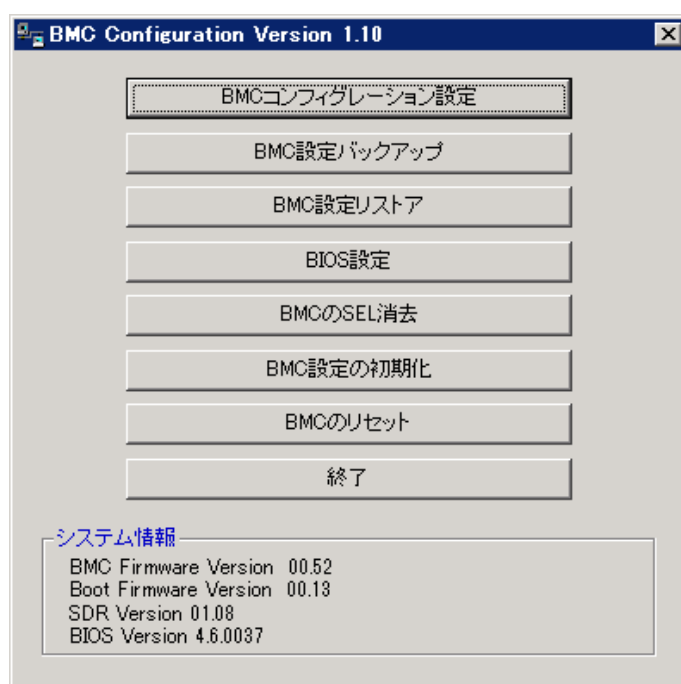 BMC Configuration Version 1.10
BMCコンフィグレーション設定
BMC設定バックアップ
BMC設定リストア
BIOS設定
BMCのSEL消去
BMC設定の初期化
BMCのリセット
終了
システム情報
BMC Firmware Version 00.52
Boot Firmware Version 00.13
SDR Version 01.08
BIOS Version 4.6.0037